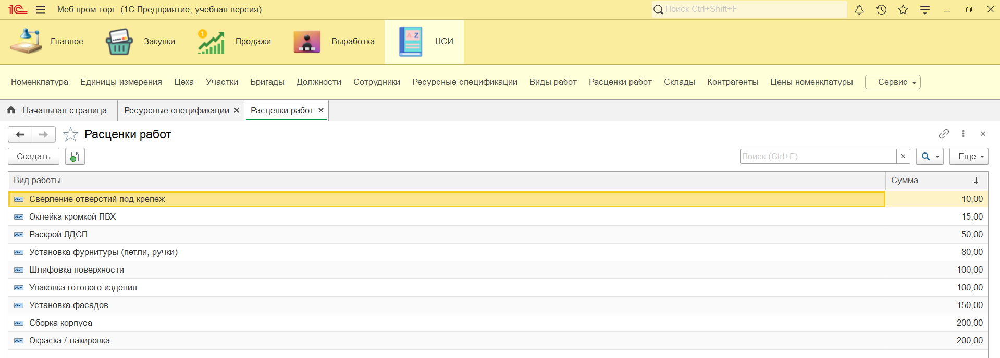 1С Меб пром торг (1С:Предприятие, учебная версия) Поиск Ctrl+Shift+F
Главное Закупки 1 Продажи Выработка A Z НСИ
Номенклатура Единицы измерения Цеха Участки Бригады Должности Сотрудники Ресурсные спецификации Виды работ Расценки работ Склады Контрагенты Цены номенклатуры Сервис
Начальная страница Ресурсные спецификации Расценки работ
Расценки работ
Создать Поиск (Ctrl+F) Еще
Вид работы Сумма
Сверление отверстий под крепеж 10,00
Оклейка кромкой ПВХ 15,00
Раскрой ЛДСП 50,00
Установка фурнитуры (петли, ручки) 80,00
Шлифовка поверхности 100,00
Упаковка готового изделия 100,00
Установка фасадов 150,00
Сборка корпуса 200,00
Окраска / лакировка 200,00